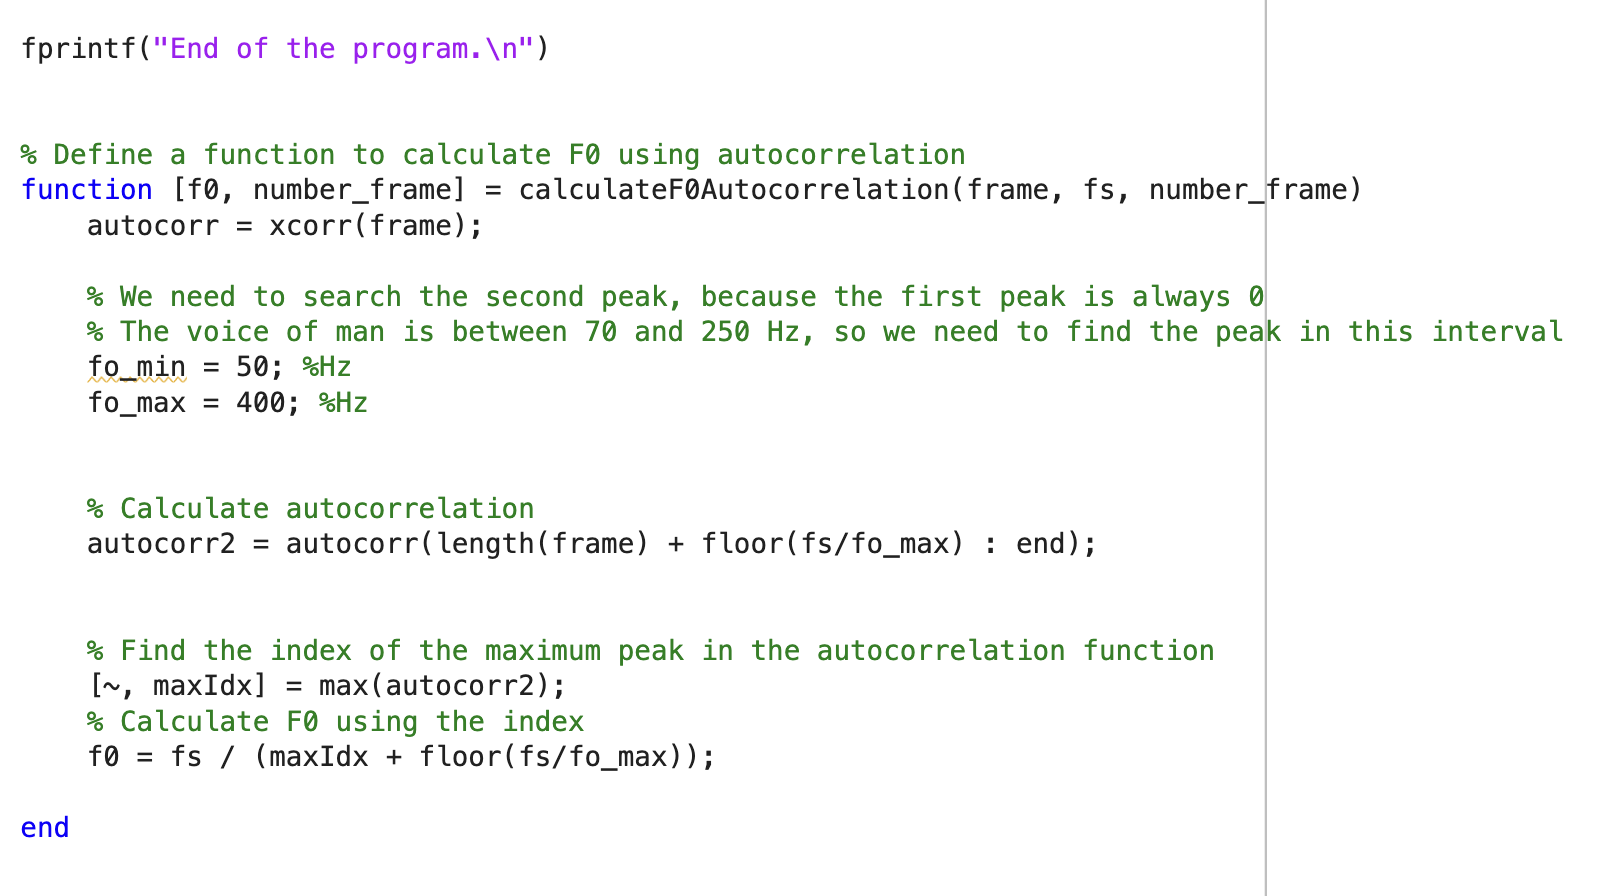 fprintf("End of the program.\n")
% Define a function to calculate F0 using autocorrelation
function [f0, number_frame] = calculateF0Autocorrelation(frame, fs, number_frame)
autocorr = xcorr(frame);
% We need to search the second peak, because the first peak is always 0
% The voice of man is between 70 and 250 Hz, so we need to find the peak in this interval
fo_min = 50; %Hz
fo_max = 400; %Hz
% Calculate autocorrelation
autocorr2 = autocorr(length(frame) + floor(fs/fo_max) : end);
% Find the index of the maximum peak in the autocorrelation function
[~, maxIdx] = max(autocorr2);
% Calculate F0 using the index
f0 = fs / (maxIdx + floor(fs/fo_max));
end